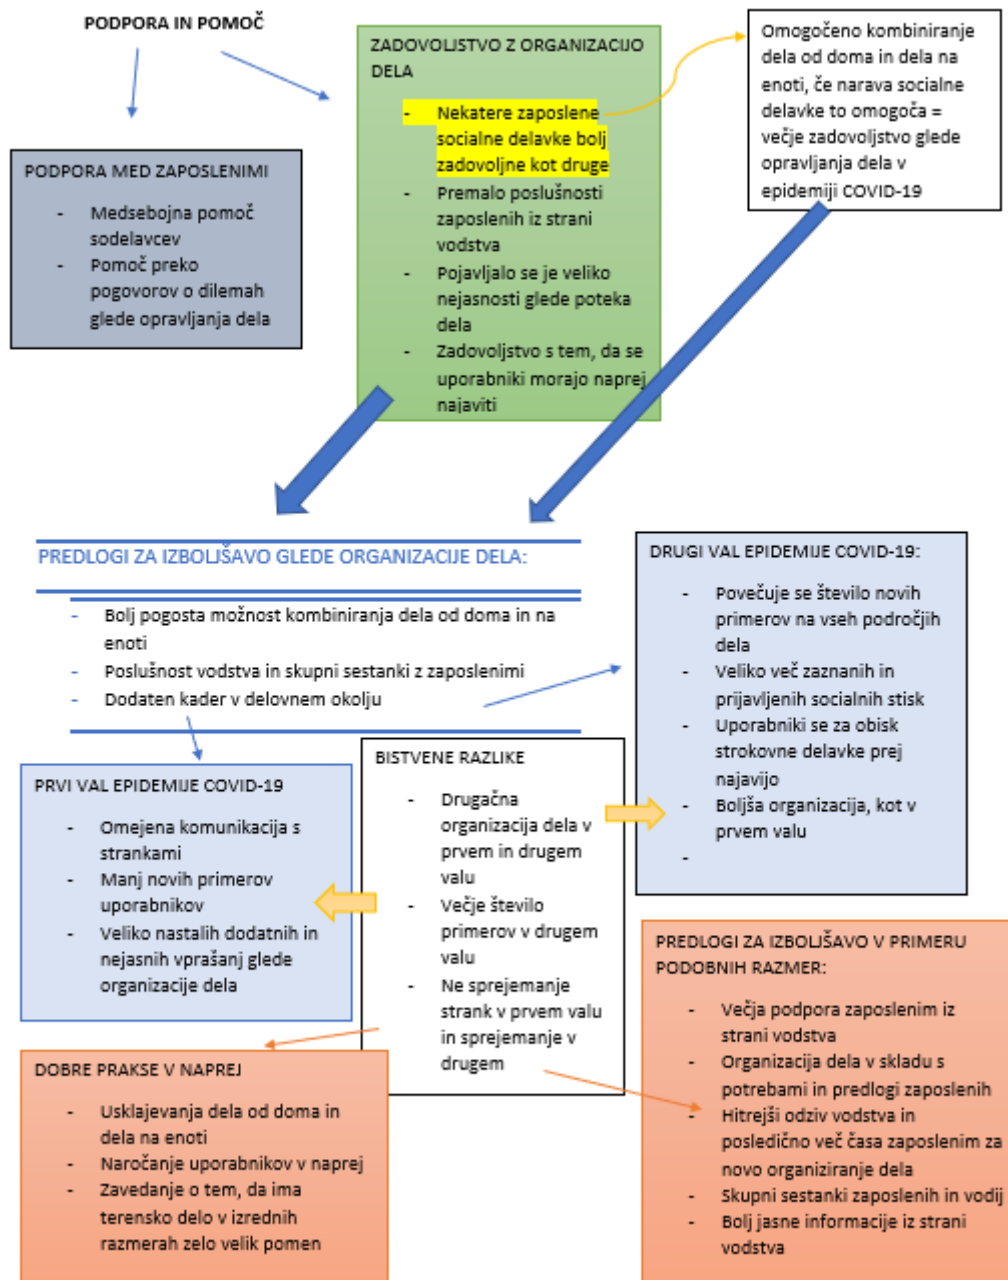 PODPORA IN POMOČ
ZADOVOLJSTVO Z ORGANIZACIJO
DELA
- Nekatere zaposlene
socialne delavke bolj
zadovoljne kot druge
- Premalo poslušnosti
zaposlenih iz strani
vodstva
- Pojavljalo se je veliko
nejasnosti glede poteka
dela
- Zadovoljstvo s tem, da se
uporabniki morajo naprej
najaviti
Omogočeno kombiniranje
dela od doma in dela na
enoti, če narava socialne
delavke to omogoča =
večje zadovoljstvo glede
opravljanja dela v
epidemiji COVID-19
PODPORA MED ZAPOSLENIMI
- Medsebojna pomoč
sodelavcev
- Pomoč preko
pogovorov o dilemah
glede opravljanja dela
PREDLOGI ZA IZBOLJŠAVO GLEDE ORGANIZACIJE DELA:
- Bolj pogosta možnost kombiniranja dela od doma in na
enoti
- Poslušnost vodstva in skupni sestanki z zaposlenimi
- Dodaten kader v delovnem okolju
DRUGI VAL EPIDEMIJE COVID-19:
- Povečuje se število novih
primerov na vseh področjih
dela
- Veliko več zaznanih in
prijavljenih socialnih stisk
- Uporabniki se za obisk
strokovne delavke prej
najavijo
- Boljša organizacija, kot v
prvem valu
-
PRVI VAL EPIDEMIJE COVID-19
- Omejena komunikacija s
strankami
- Manj novih primerov
uporabnikov
- Veliko nastalih dodatnih in
nejasnih vprašanj glede
organizacije dela
BISTVENE RAZLIKE
- Drugačna
organizacija dela v
prvem in drugem
valu
- Večje število
primerov v drugem
valu
- Ne sprejemanje
strank v prvem valu
in sprejemanje v
drugem
DOBRE PRAKSE V NAPREJ
- Usklajevanja dela od doma in
dela na enoti
- Naročanje uporabnikov v naprej
- Zavedanje o tem, da ima
terensko delo v izrednih
razmerah zelo velik pomen
PREDLOGI ZA IZBOLJŠAVO V PRIMERU
PODOBNIH RAZMER:
- Večja podpora zaposlenim iz
strani vodstva
- Organizacija dela v skladu s
potrebami in predlogi zaposlenih
- Hitrejši odziv vodstva in
posledično več časa zaposlenim za
novo organiziranje dela
- Skupni sestanki zaposlenih in vodij
- Bolj jasne informacije iz strani
vodstva